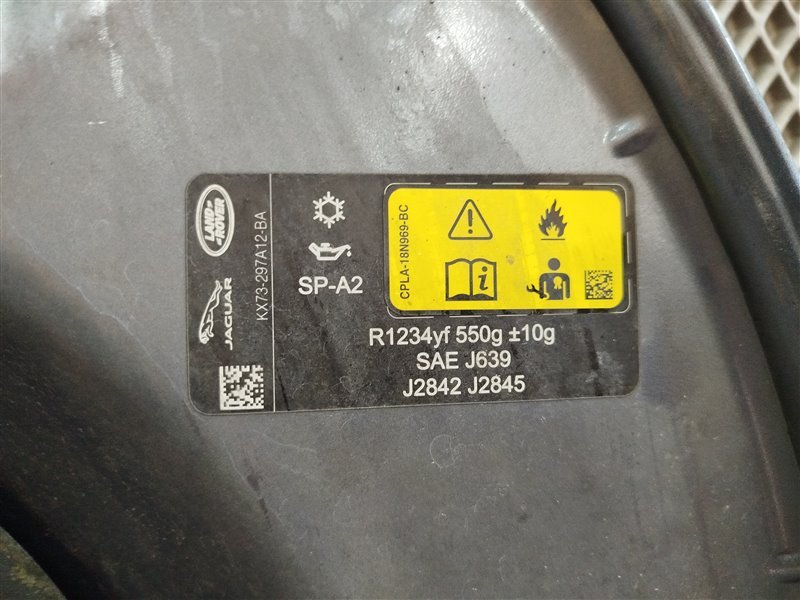 LAND
ROVER
JAGUAR
KX73-297A12-BA
SP-A2
CPLA-18N969-BC
R1234yf 550g ±10g
SAE J639
J2842 J2845